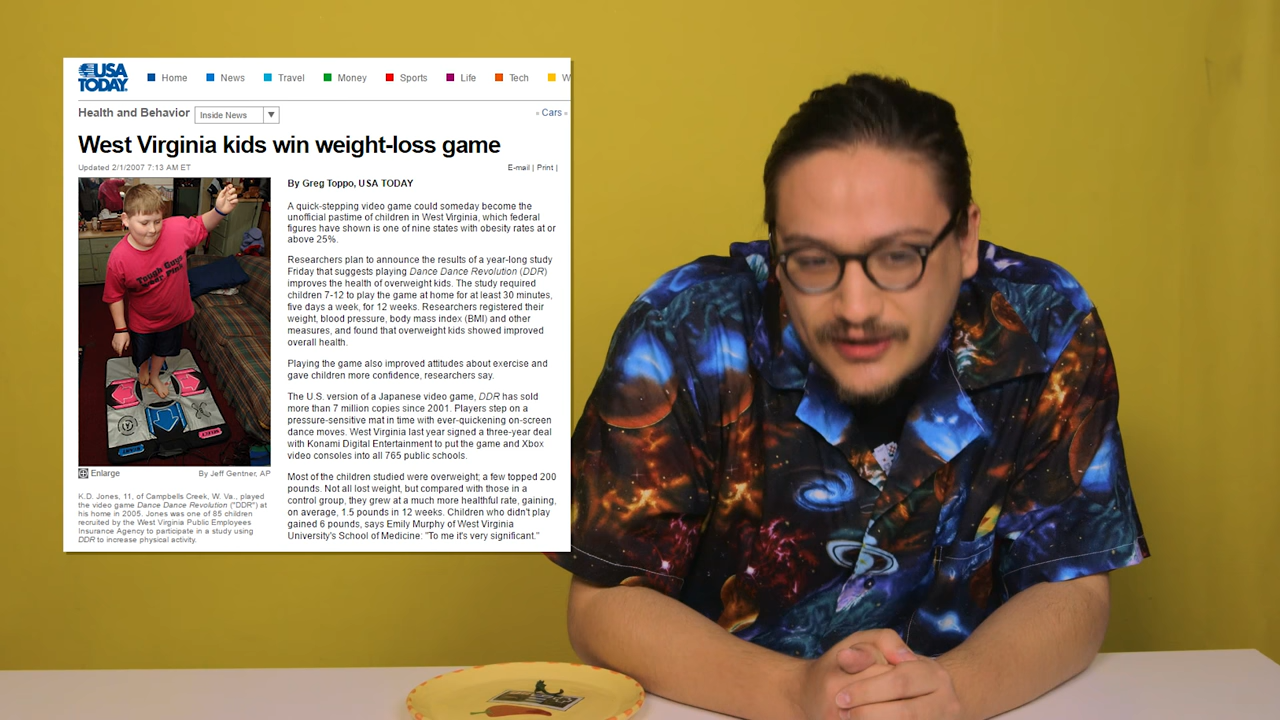 USA
TODAY
Home News Travel Money Sports Life Tech W
Health and Behavior Inside News Cars
West Virginia kids win weight-loss game
Updated 2/1/2007 7:13 AM ET E-mail | Print |
Tough Guys
Wear Pink
Enlarge By Jeff Gentner, AP
K.D. Jones, 11, of Campbells Creek, W. Va., played
the video game Dance Dance Revolution ("DDR") at
his home in 2005. Jones was one of 85 children
recruited by the West Virginia Public Employees
Insurance Agency to participate in a study using
DDR to increase physical activity.
By Greg Toppo, USA TODAY
A quick-stepping video game could someday become the
unofficial pastime of children in West Virginia, which federal
figures have shown is one of nine states with obesity rates at or
above 25%.
Researchers plan to announce the results of a year-long study
Friday that suggests playing Dance Dance Revolution (DDR)
improves the health of overweight kids. The study required
children 7-12 to play the game at home for at least 30 minutes,
five days a week, for 12 weeks. Researchers registered their
weight, blood pressure, body mass index (BMI) and other
measures, and found that overweight kids showed improved
overall health.
Playing the game also improved attitudes about exercise and
gave children more confidence, researchers say.
The U.S. version of a Japanese video game, DDR has sold
more than 7 million copies since 2001. Players step on a
pressure-sensitive mat in time with ever-quickening on-screen
dance moves. West Virginia last year signed a three-year deal
with Konami Digital Entertainment to put the game and Xbox
video consoles into all 765 public schools.
Most of the children studied were overweight; a few topped 200
pounds. Not all lost weight, but compared with those in a
control group, they grew at a much more healthful rate, gaining,
on average, 1.5 pounds in 12 weeks. Children who didn't play
gained 6 pounds, says Emily Murphy of West Virginia
University's School of Medicine: "To me it's very significant."